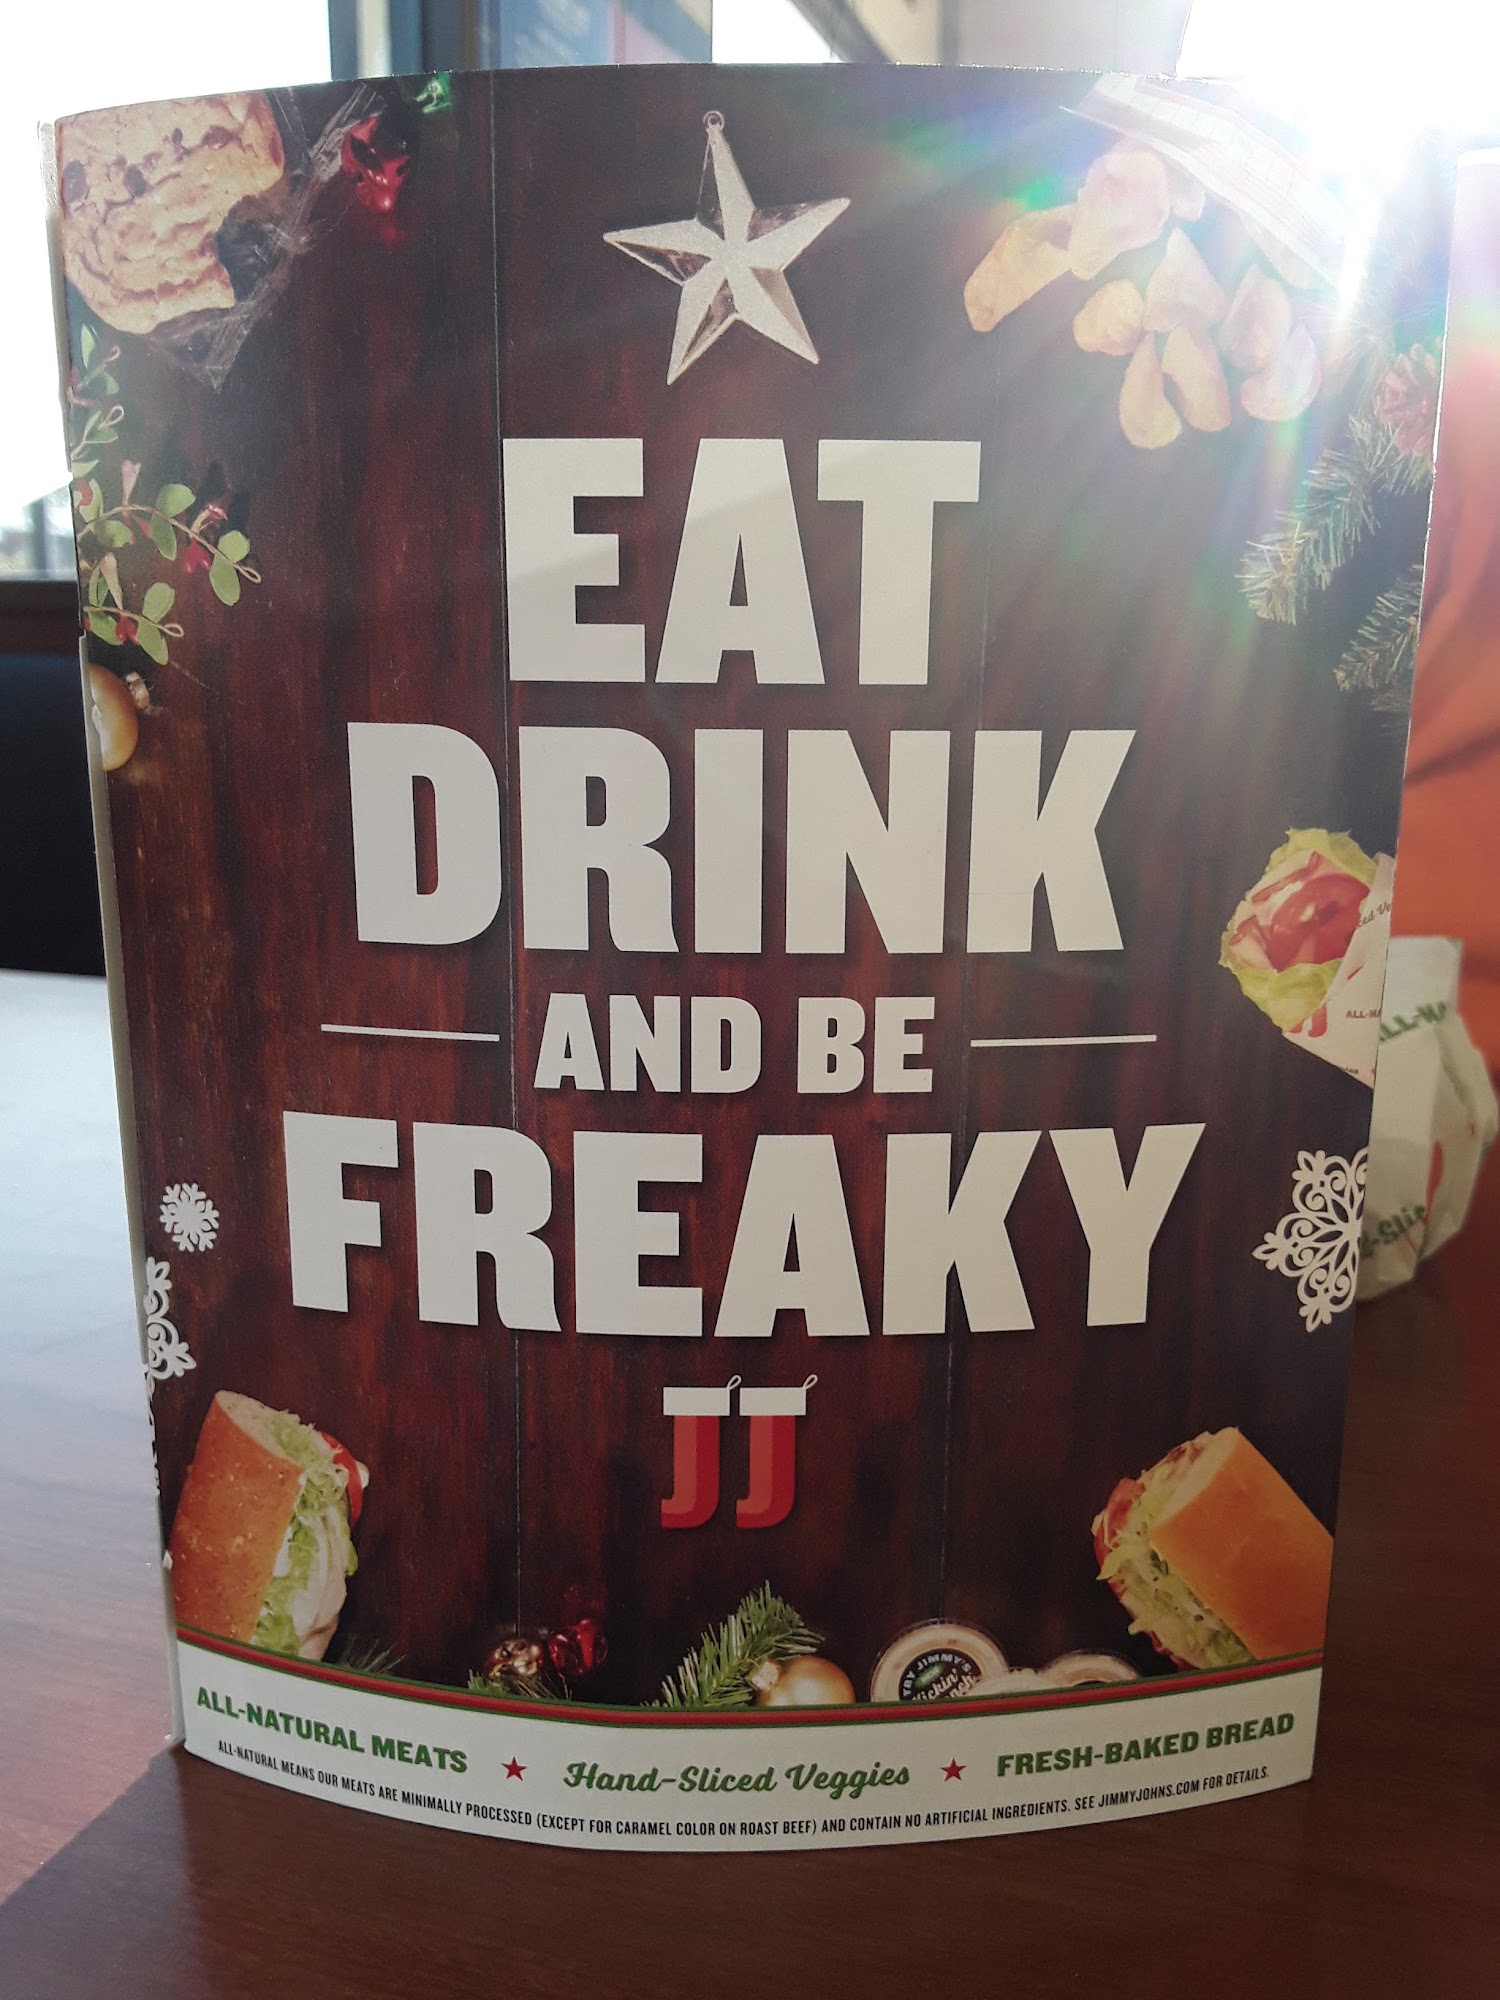 EAT
DRINK
AND BE
FREAKY
JJ
ALL-NATURAL MEATS ★ Hand-Sliced Veggies ★ FRESH-BAKED BREAD
ALL-NATURAL MEANS OUR MEATS ARE MINIMALLY PROCESSED (EXCEPT FOR CARAMEL COLOR ON ROAST BEEF) AND CONTAIN NO ARTIFICIAL INGREDIENTS. SEE JIMMYJOHNS.COM FOR DETAILS.
TRY JIMMY'S